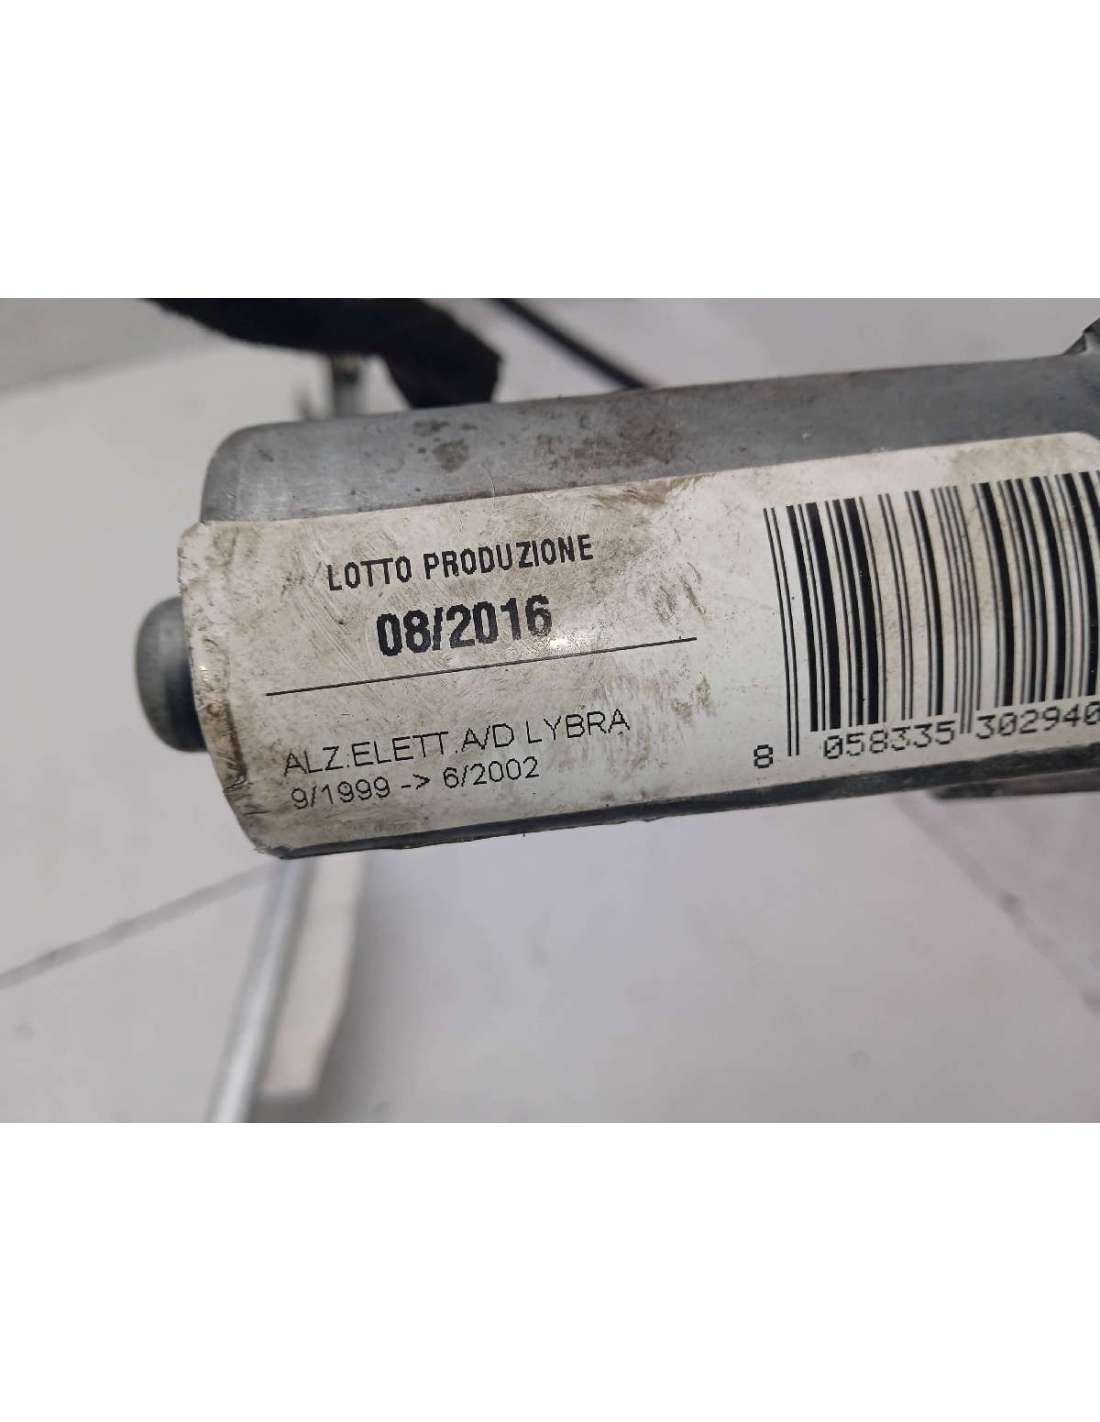 LOTTO PRODUZIONE
08/2016
ALZ.ELETT.A/D LYBRA
9/1999 -> 6/2002
8 058335 302940